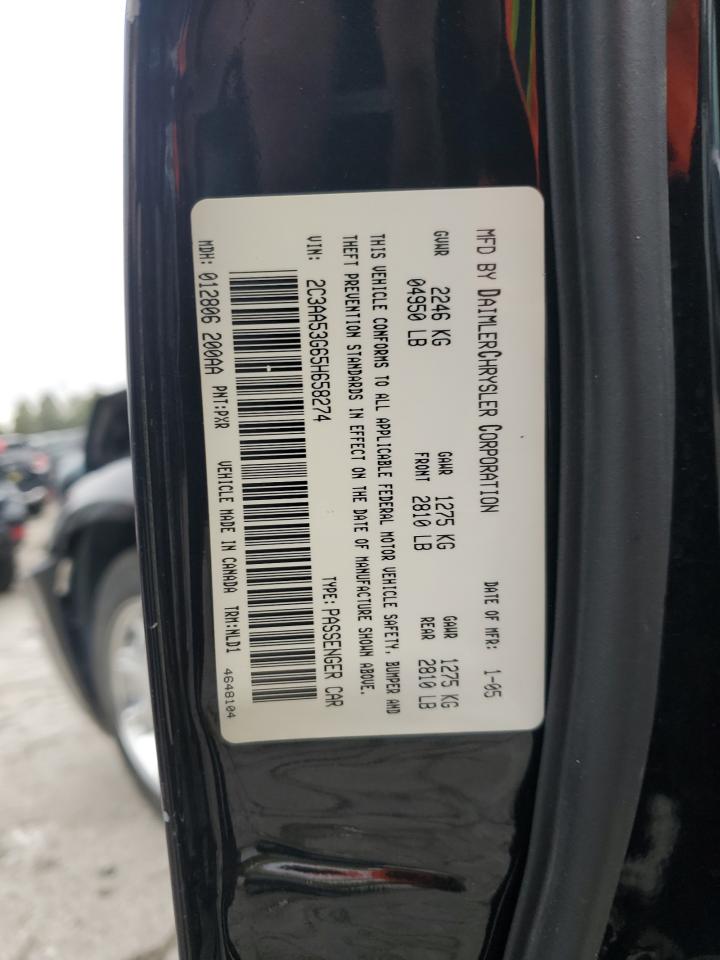 MFD BY DAIMLERCHRYSLER CORPORATION DATE OF MFR: 1-05
GVWR 2246 KG GAWR 1275 KG GAWR 1275 KG
04950 LB FRONT 2810 LB REAR 2810 LB
THIS VEHICLE CONFORMS TO ALL APPLICABLE FEDERAL MOTOR VEHICLE SAFETY, BUMPER AND
THEFT PREVENTION STANDARDS IN EFFECT ON THE DATE OF MANUFACTURE SHOWN ABOVE.
VIN: 2C3AA53G65H658274 TYPE: PASSENGER CAR
MDH: 012806 200AA PNT:PXR VEHICLE MADE IN CANADA TRM:NLD1 4648104